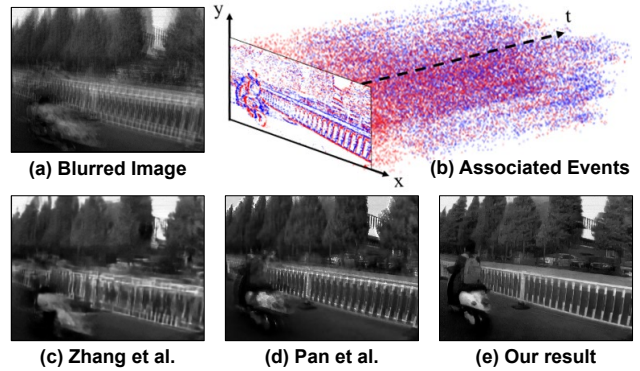 y
t
x
(a) Blurred Image
(b) Associated Events
(c) Zhang et al.
(d) Pan et al.
(e) Our result